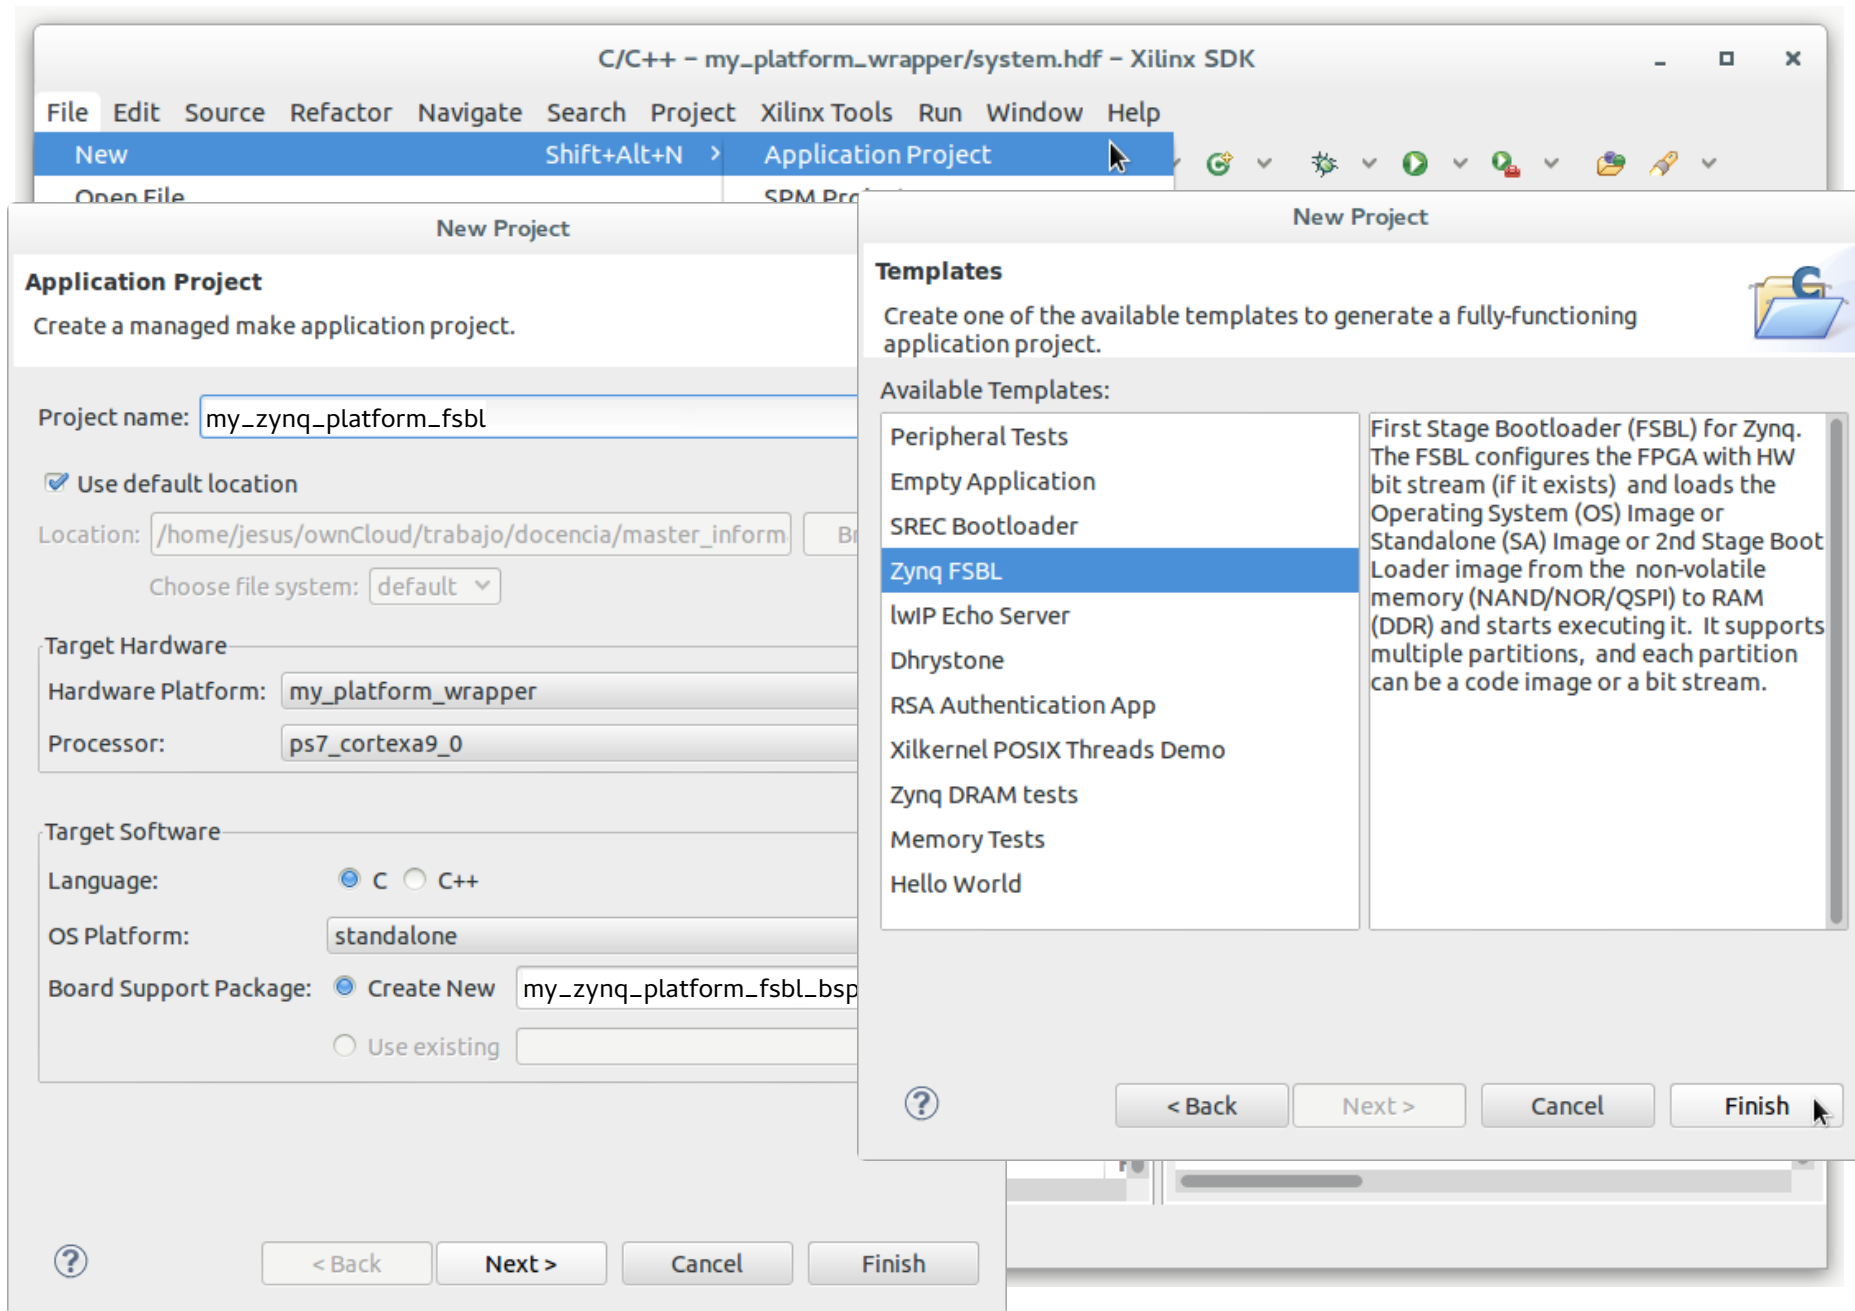 C/C++ – my_platform_wrapper/system.hdf – Xilinx SDK
File Edit Source Refactor Navigate Search Project Xilinx Tools Run Window Help
New Shift+Alt+N > Application Project
Open File SPM Pro
New Project
Application Project
Create a managed make application project.
Project name: my_zynq_platform_fsbl
Use default location
Location: /home/jesus/ownCloud/trabajo/docencia/master_inform
Choose file system: default
Target Hardware
Hardware Platform: my_platform_wrapper
Processor: ps7_cortexa9_0
Target Software
Language: C C++
OS Platform: standalone
Board Support Package: Create New my_zynq_platform_fsbl_bsp
Use existing
? < Back Next > Cancel Finish
New Project
Templates
Create one of the available templates to generate a fully-functioning
application project.
Available Templates:
Peripheral Tests
Empty Application
SREC Bootloader
Zynq FSBL
lwIP Echo Server
Dhrystone
RSA Authentication App
Xilkernel POSIX Threads Demo
Zynq DRAM tests
Memory Tests
Hello World
First Stage Bootloader (FSBL) for Zynq.
The FSBL configures the FPGA with HW
bit stream (if it exists) and loads the
Operating System (OS) Image or
Standalone (SA) Image or 2nd Stage Boot
Loader image from the non-volatile
memory (NAND/NOR/QSPI) to RAM
(DDR) and starts executing it. It supports
multiple partitions, and each partition
can be a code image or a bit stream.
? < Back Next > Cancel Finish